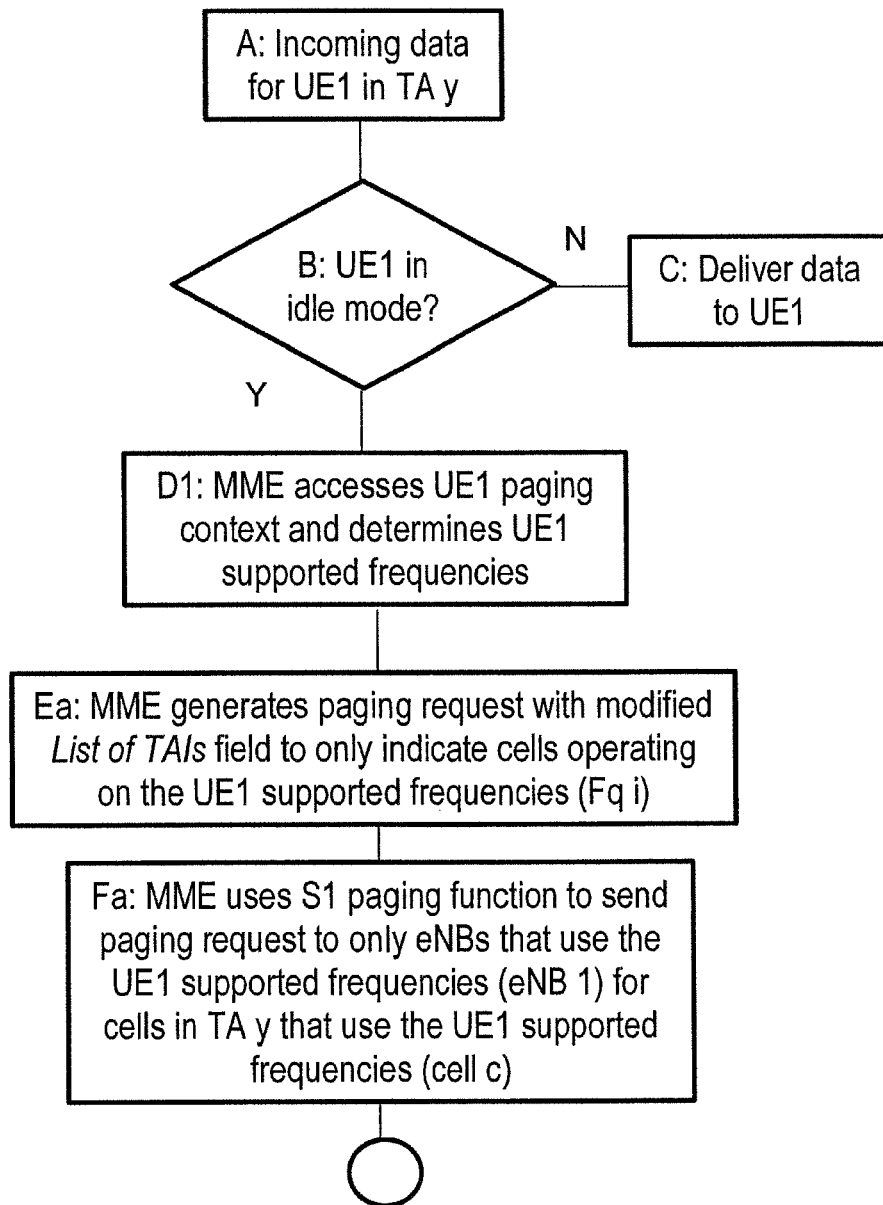 A: Incoming data
for UE1 in TA y
B: UE1 in
idle mode?
N
C: Deliver data
to UE1
Y
D1: MME accesses UE1 paging
context and determines UE1
supported frequencies
Ea: MME generates paging request with modified
List of TAIs field to only indicate cells operating
on the UE1 supported frequencies (Fq i)
Fa: MME uses S1 paging function to send
paging request to only eNBs that use the
UE1 supported frequencies (eNB 1) for
cells in TA y that use the UE1 supported
frequencies (cell c)